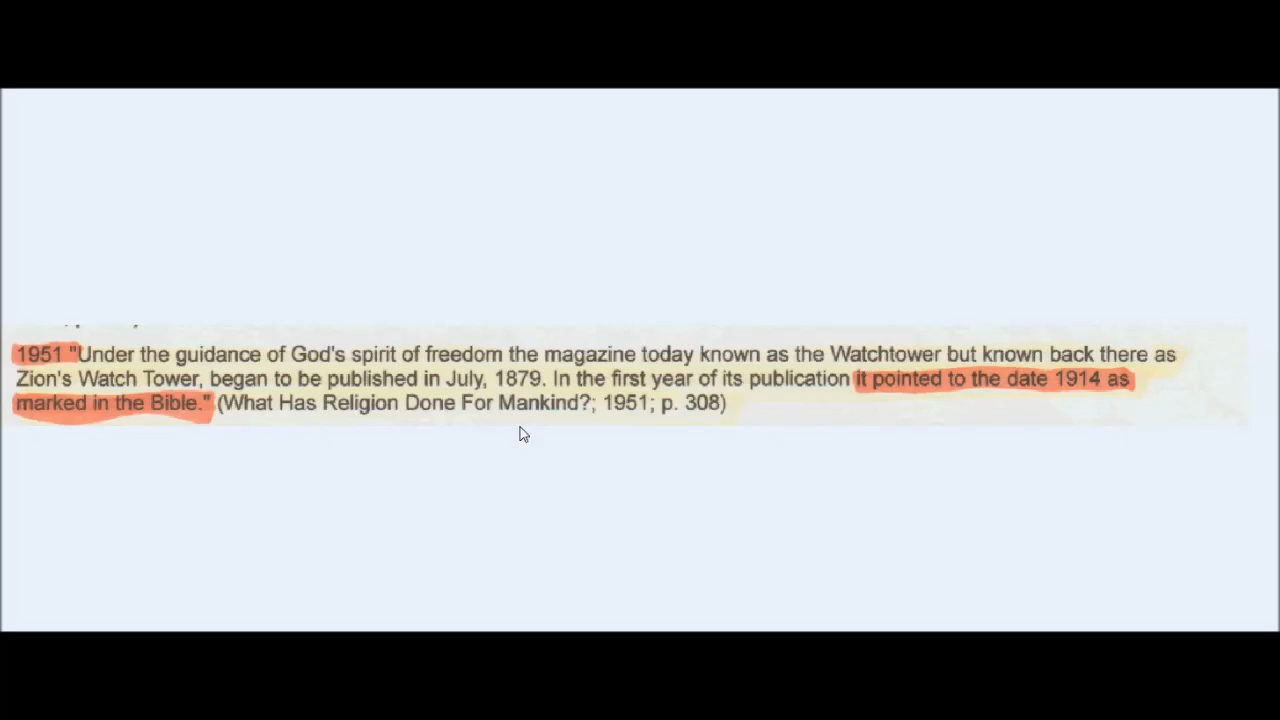 1951 "Under the guidance of God's spirit of freedom the magazine today known as the Watchtower but known back there as
Zion's Watch Tower, began to be published in July, 1879. In the first year of its publication it pointed to the date 1914 as
marked in the Bible." (What Has Religion Done For Mankind?; 1951; p. 308)